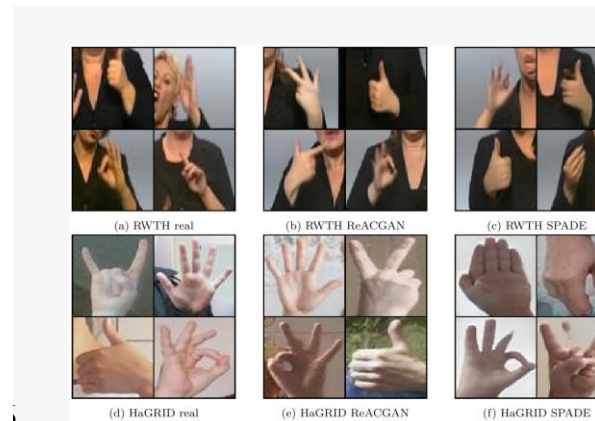 (a) RWTH real
(b) RWTH ReACGAN
(c) RWTH SPADE
(d) HaGRID real
(e) HaGRID ReACGAN
(f) HaGRID SPADE